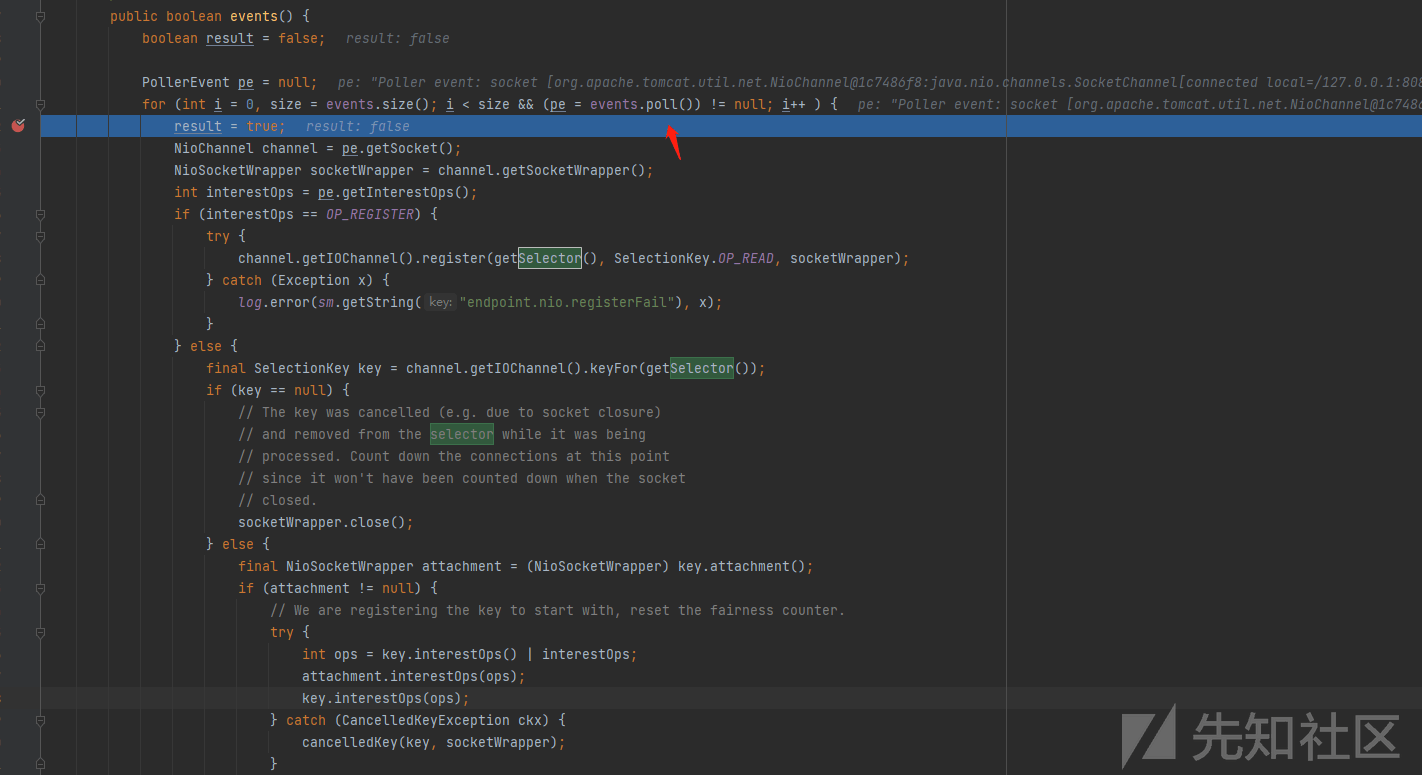 public boolean events() {
boolean result = false; result: false
PollerEvent pe = null; pe: "Poller event: socket [org.apache.tomcat.util.net.NioChannel@1c7486f8:java.nio.channels.SocketChannel[connected local=/127.0.0.1:808
for (int i = 0, size = events.size(); i < size && (pe = events.poll()) != null; i++ ) { pe: "Poller event: socket [org.apache.tomcat.util.net.NioChannel@1c748
result = true; result: false
NioChannel channel = pe.getSocket();
NioSocketWrapper socketWrapper = channel.getSocketWrapper();
int interestOps = pe.getInterestOps();
if (interestOps == OP_REGISTER) {
try {
channel.getIOChannel().register(getSelector(), SelectionKey.OP_READ, socketWrapper);
} catch (Exception x) {
log.error(sm.getString( key: "endpoint.nio.registerFail"), x);
}
} else {
final SelectionKey key = channel.getIOChannel().keyFor(getSelector());
if (key == null) {
// The key was cancelled (e.g. due to socket closure)
// and removed from the selector while it was being
// processed. Count down the connections at this point
// since it won't have been counted down when the socket
// closed.
socketWrapper.close();
} else {
final NioSocketWrapper attachment = (NioSocketWrapper) key.attachment();
if (attachment != null) {
// We are registering the key to start with, reset the fairness counter.
try {
int ops = key.interestOps() | interestOps;
attachment.interestOps(ops);
key.interestOps(ops);
} catch (CancelledKeyException ckx) {
cancelledKey(key, socketWrapper);
}
先知社区